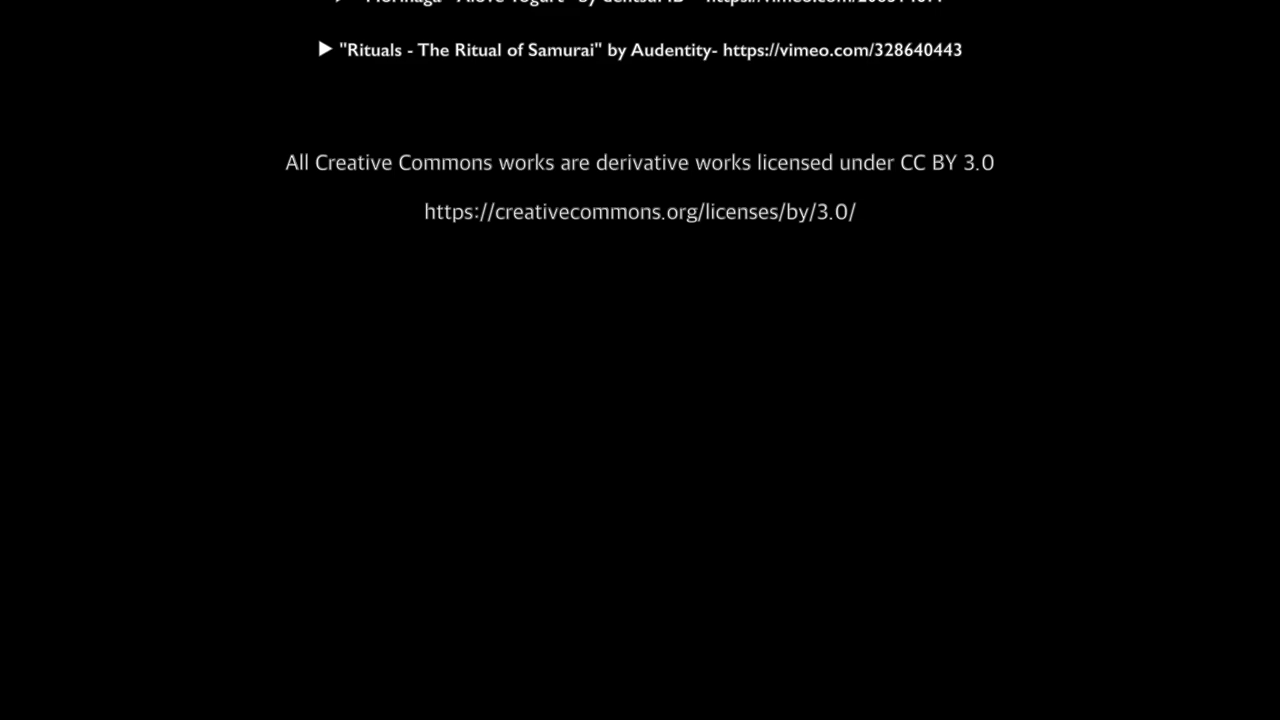 ▶ "Rituals - The Ritual of Samurai" by Audentity- https://vimeo.com/328640443
All Creative Commons works are derivative works licensed under CC BY 3.0
https://creativecommons.org/licenses/by/3.0/